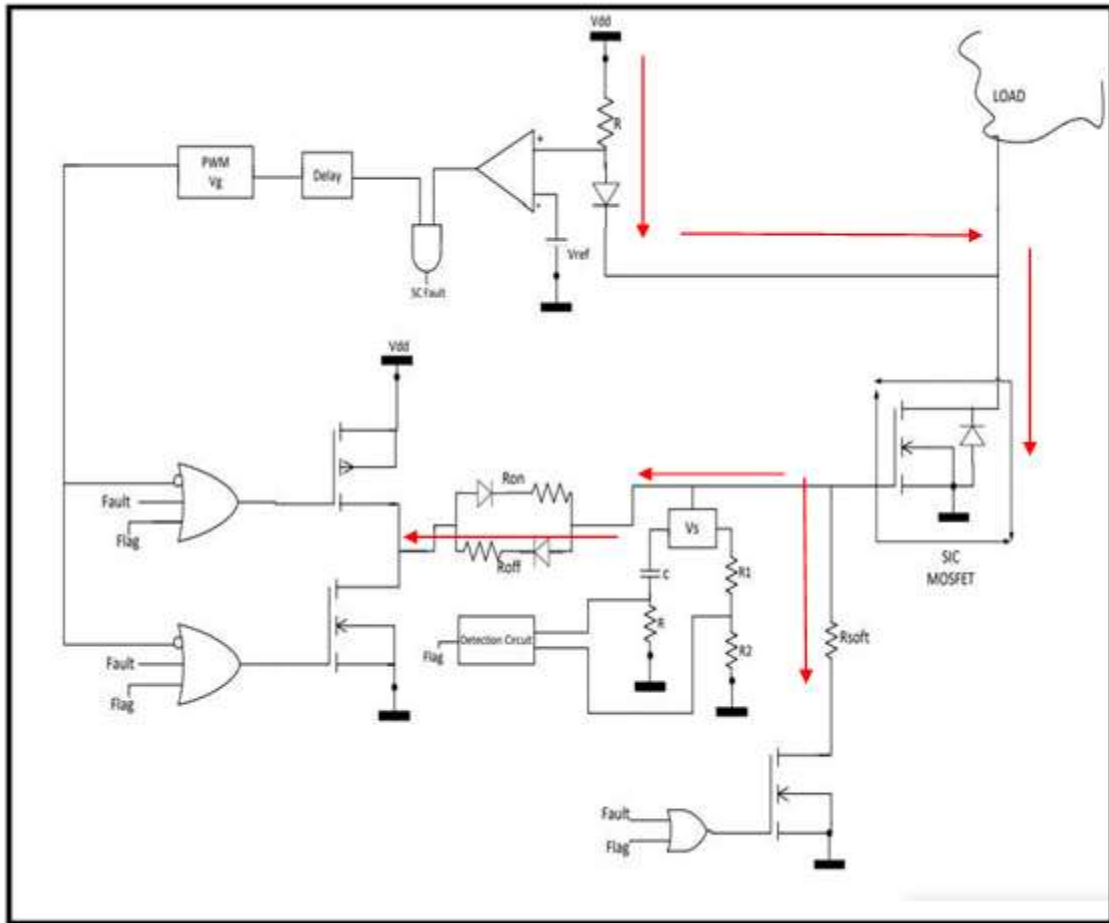 Vdd
LOAD
R
PWM
Vg
Delay
+
-
Vref
SC Fault
Vdd
Ron
Fault
Flag
Roff
Vs
C
R1
SIC
MOSFET
R
Rsoft
Detection Circuit
Flag
R2
Fault
Flag
Fault
Flag